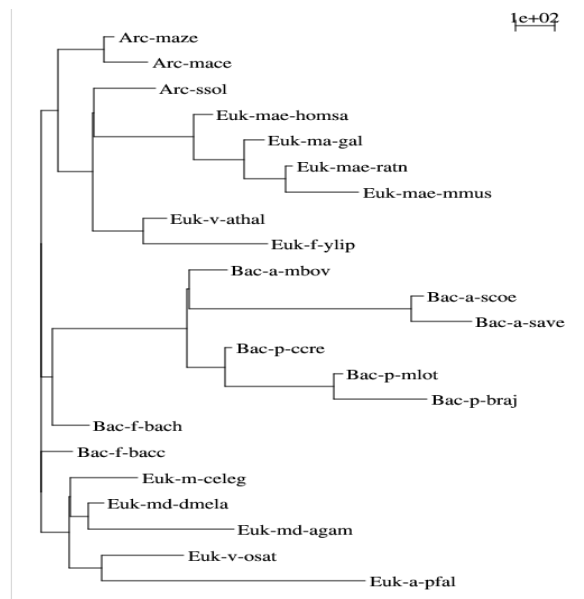 1e+02
Arc-maze
Arc-mace
Arc-ssol
Euk-mae-homsa
Euk-ma-gal
Euk-mae-ratn
Euk-mae-mmus
Euk-v-athal
Euk-f-ylip
Bac-a-mbov
Bac-a-scoe
Bac-a-save
Bac-p-ccre
Bac-p-mlot
Bac-p-braj
Bac-f-bach
Bac-f-bacc
Euk-m-celeg
Euk-md-dmela
Euk-md-agam
Euk-v-osat
Euk-a-pfal